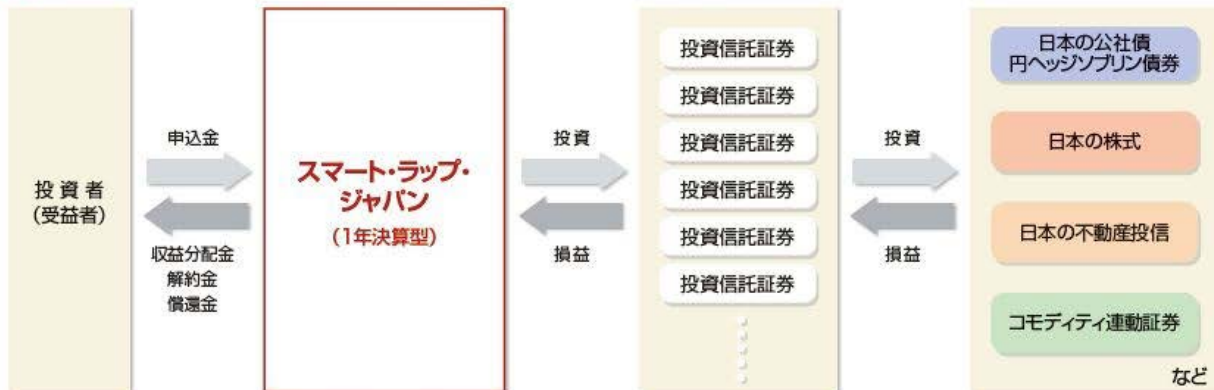 投資者
(受益者)
申込金
収益分配金
解約金
償還金
スマート・ラップ・
ジャパン
(1年決算型)
投資
損益
投資信託証券
投資信託証券
投資信託証券
投資信託証券
投資信託証券
投資信託証券
投資
損益
日本の公社債
円ヘッジソブリン債券
日本の株式
日本の不動産投信
コモディティ連動証券
など